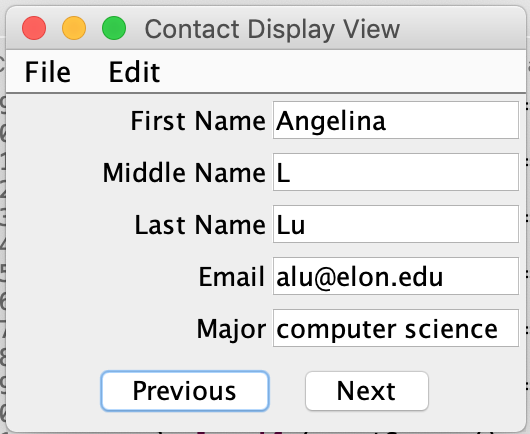 Contact Display View
File Edit
First Name Angelina
Middle Name L
Last Name Lu
Email alu@elon.edu
Major computer science
Previous Next